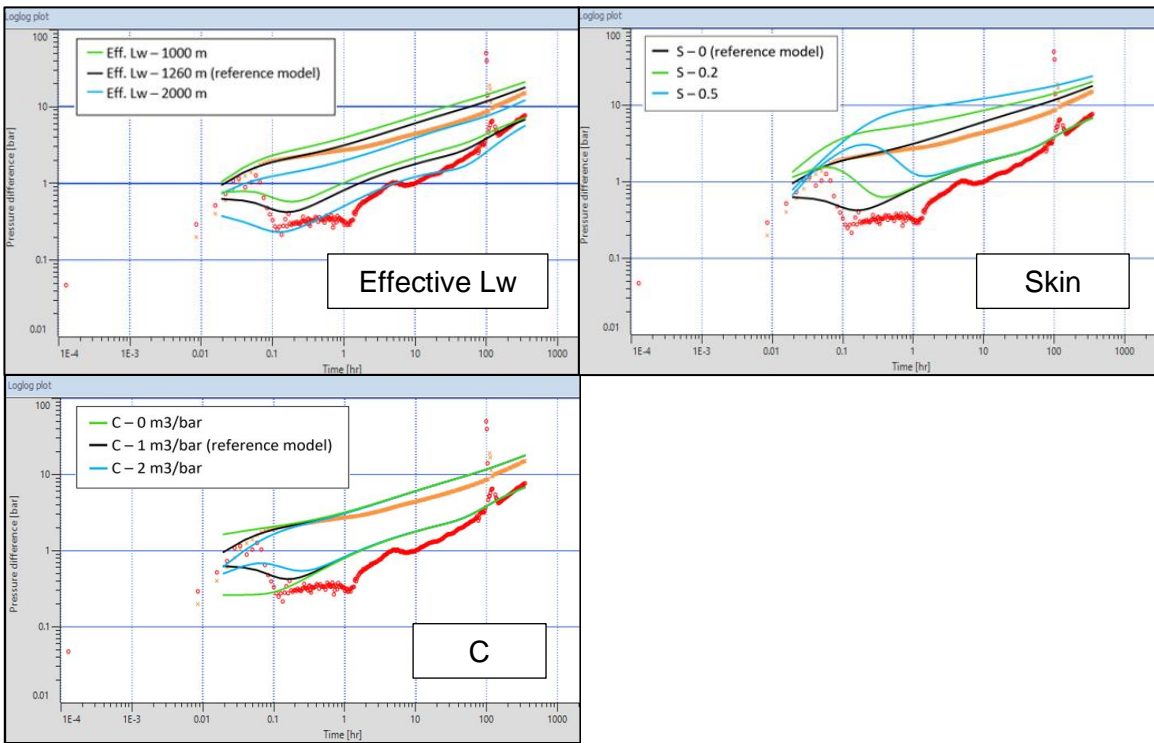 Loglog plot
Eff. Lw – 1000 m
Eff. Lw – 1260 m (reference model)
Eff. Lw – 2000 m
Pressure difference [bar]
100
10
1
0.1
0.01
Effective Lw
1E-4 1E-3 0.01 0.1 1 10 100 1000
Time [hr]
Loglog plot
S – 0 (reference model)
S – 0.2
S – 0.5
Pressure difference [bar]
100
10
1
0.1
0.01
Skin
1E-4 1E-3 0.01 0.1 1 10 100 1000
Time [hr]
Loglog plot
C – 0 m3/bar
C – 1 m3/bar (reference model)
C – 2 m3/bar
Pressure difference [bar]
100
10
1
0.1
0.01
C
1E-4 1E-3 0.01 0.1 1 10 100 1000
Time [hr]